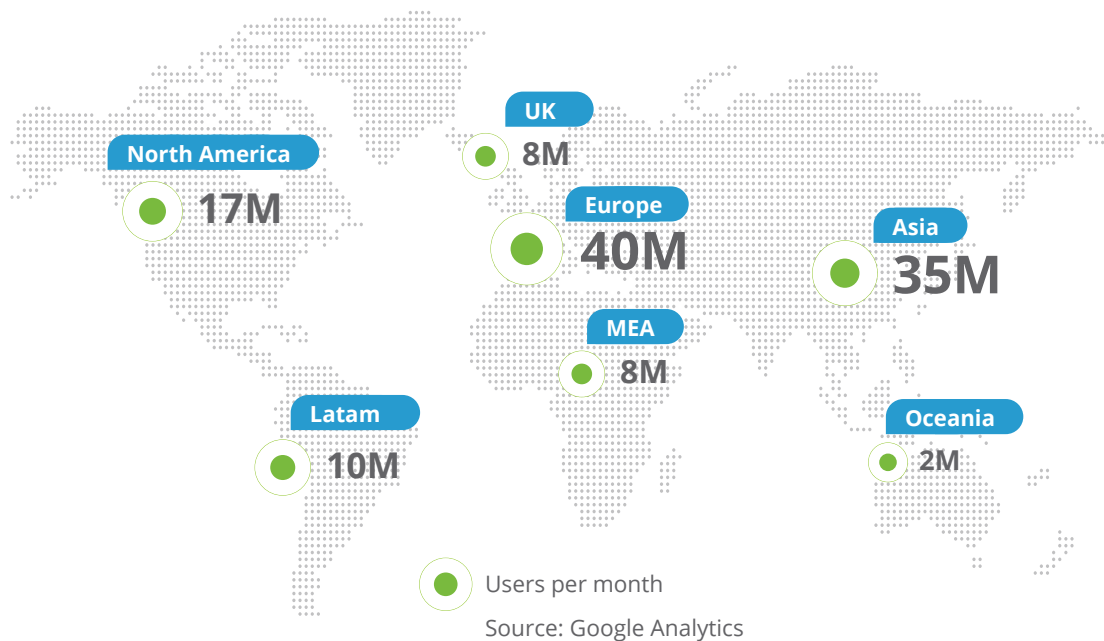 UK
8M
North America
17M
Europe
40M
Asia
35M
MEA
8M
Latam
10M
Oceania
2M
Users per month
Source: Google Analytics